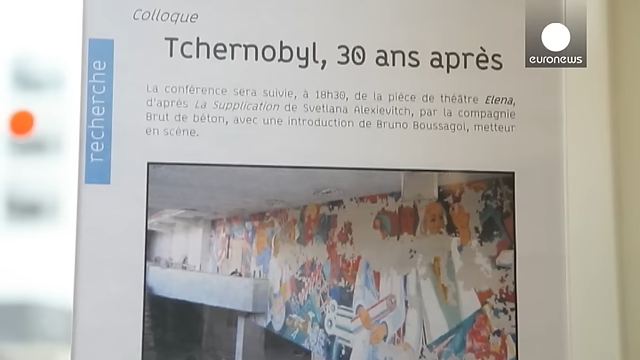 Colloque
Tchernobyl, 30 ans après
recherche
La conférence sera suivie, à 18h30, de la pièce de théâtre Elena,
d'après La Supplication de Svetlana Alexievitch, par la compagnie
Brut de béton, avec une introduction de Bruno Boussagol, metteur
en scène.
euronews